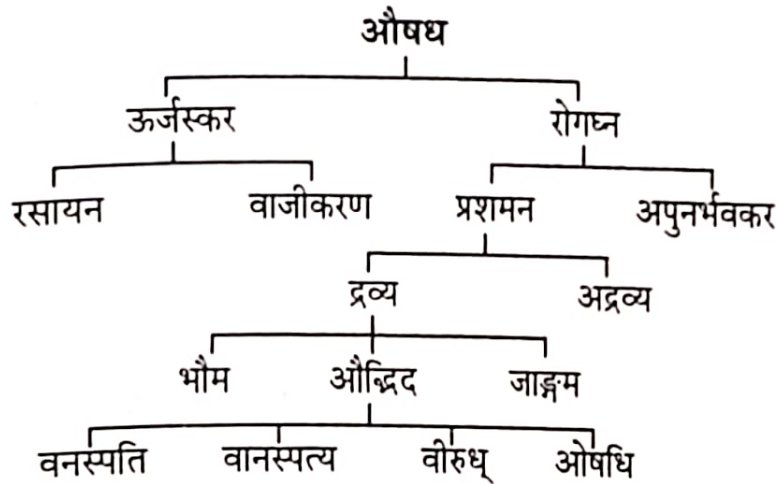 औषध
ऊर्जस्कर रोगघ्न
रसायन वाजीकरण प्रशमन अपुनर्भवकर
द्रव्य अद्रव्य
भौम औद्भिद जाङ्गम
वनस्पति वानस्पत्य वीरुध् ओषधि